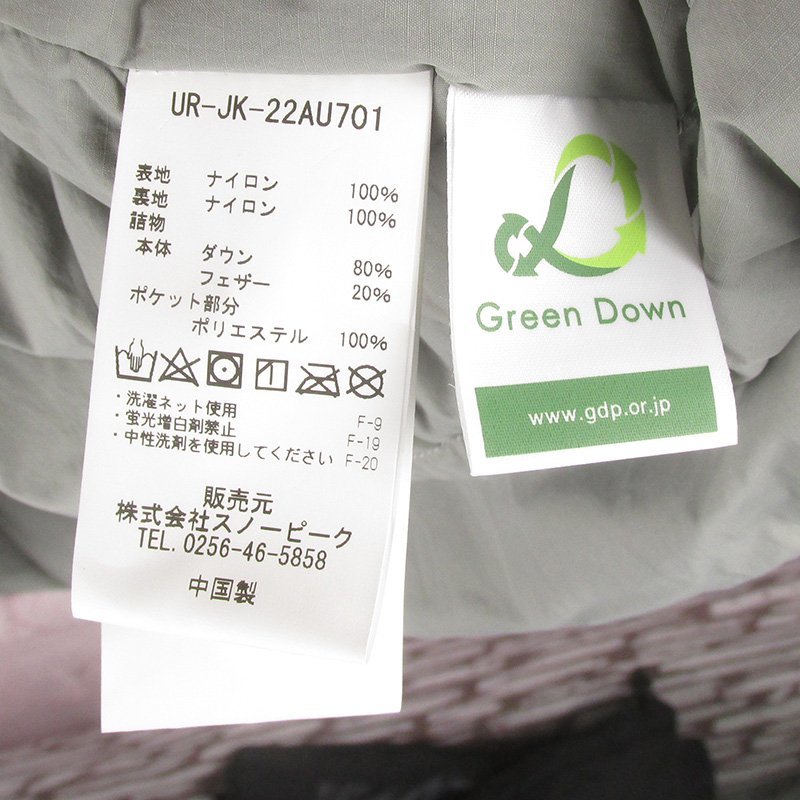 UR-JK-22AU701
表地 ナイロン 100%
裏地 ナイロン 100%
詰物
本体 ダウン 80%
フェザー 20%
ポケット部分
ポリエステル 100%
・洗濯ネット使用 F-9
・蛍光増白剤禁止 F-19
・中性洗剤を使用してください F-20
販売元
株式会社スノーピーク
TEL. 0256-46-5858
中国製
Green Down
www.gdp.or.jp